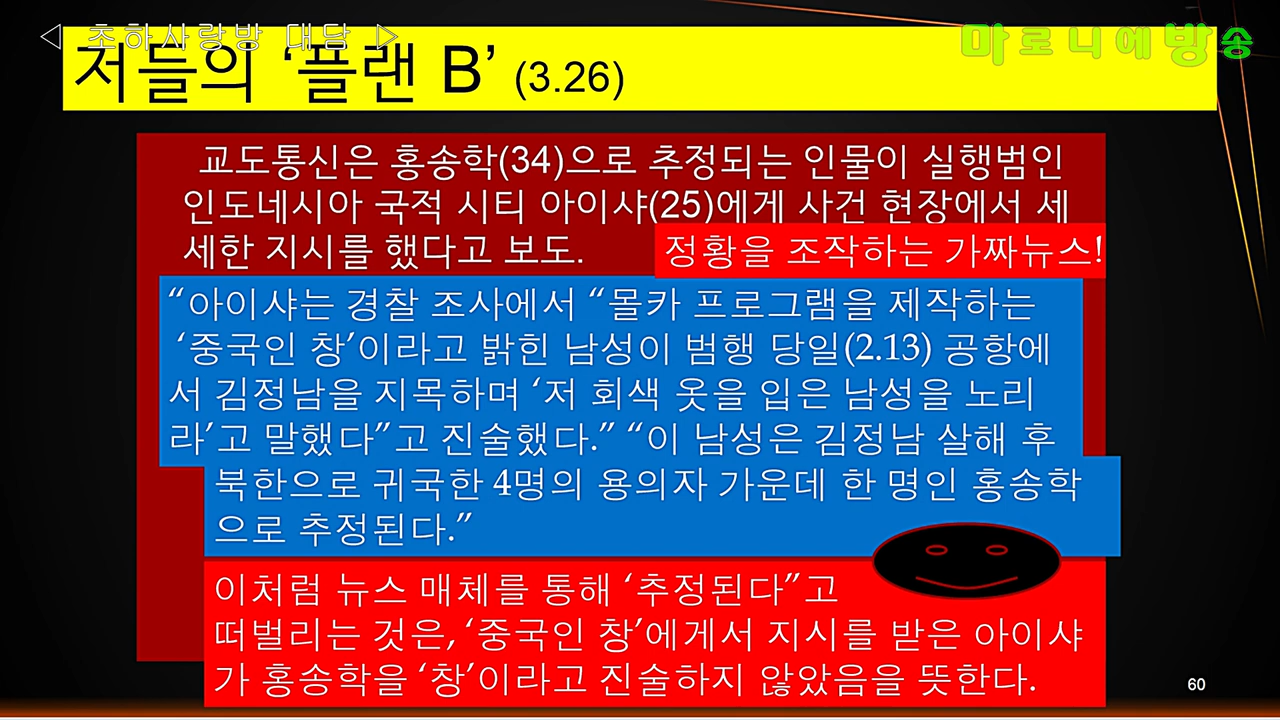 ◁ 초하사랑방 대담 ▷
마로니에방송
저들의 ‘플랜 B’ (3.26)
교도통신은 홍송학(34)으로 추정되는 인물이 실행범인
인도네시아 국적 시티 아이샤(25)에게 사건 현장에서 세
세한 지시를 했다고 보도.
정황을 조작하는 가짜뉴스!
“아이샤는 경찰 조사에서 “몰카 프로그램을 제작하는
‘중국인 창’이라고 밝힌 남성이 범행 당일(2.13) 공항에
서 김정남을 지목하며 ‘저 회색 옷을 입은 남성을 노리
라’고 말했다”고 진술했다.” “이 남성은 김정남 살해 후
북한으로 귀국한 4명의 용의자 가운데 한 명인 홍송학
으로 추정된다.”
이처럼 뉴스 매체를 통해 ‘추정된다”고
떠벌리는 것은, ‘중국인 창’에게서 지시를 받은 아이샤
가 홍송학을 ‘창’이라고 진술하지 않았음을 뜻한다.
60